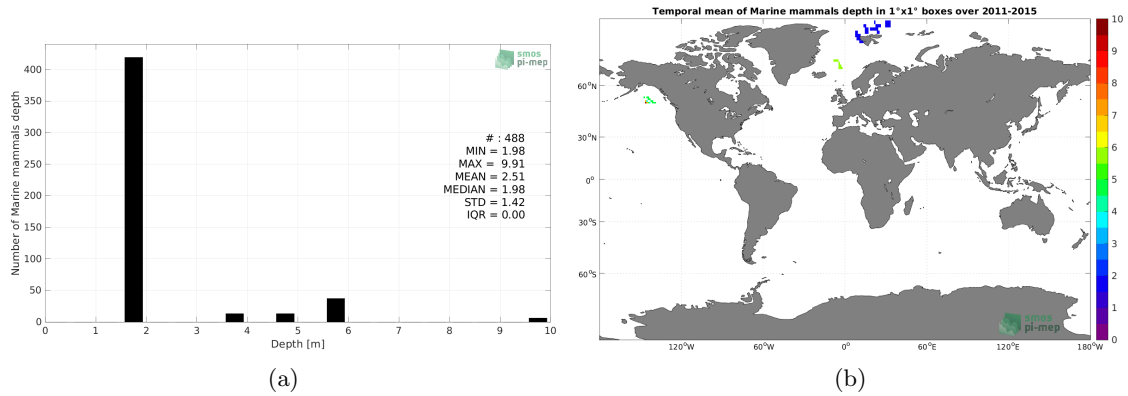 smos
pi-mep
400
350
300
250
200
150
100
50
0
Number of Marine mammals depth
# : 488
MIN = 1.98
MAX = 9.91
MEAN = 2.51
MEDIAN = 1.98
STD = 1.42
IQR = 0.00
0 1 2 3 4 5 6 7 8 9 10
Depth [m]
(a)
Temporal mean of Marine mammals depth in 1°x1° boxes over 2011-2015
60°N
30°N
0°
30°S
60°S
120°W 60°W 0° 60°E 120°E 180°W
smos
pi-mep
10
9
8
7
6
5
4
3
2
1
0
(b)